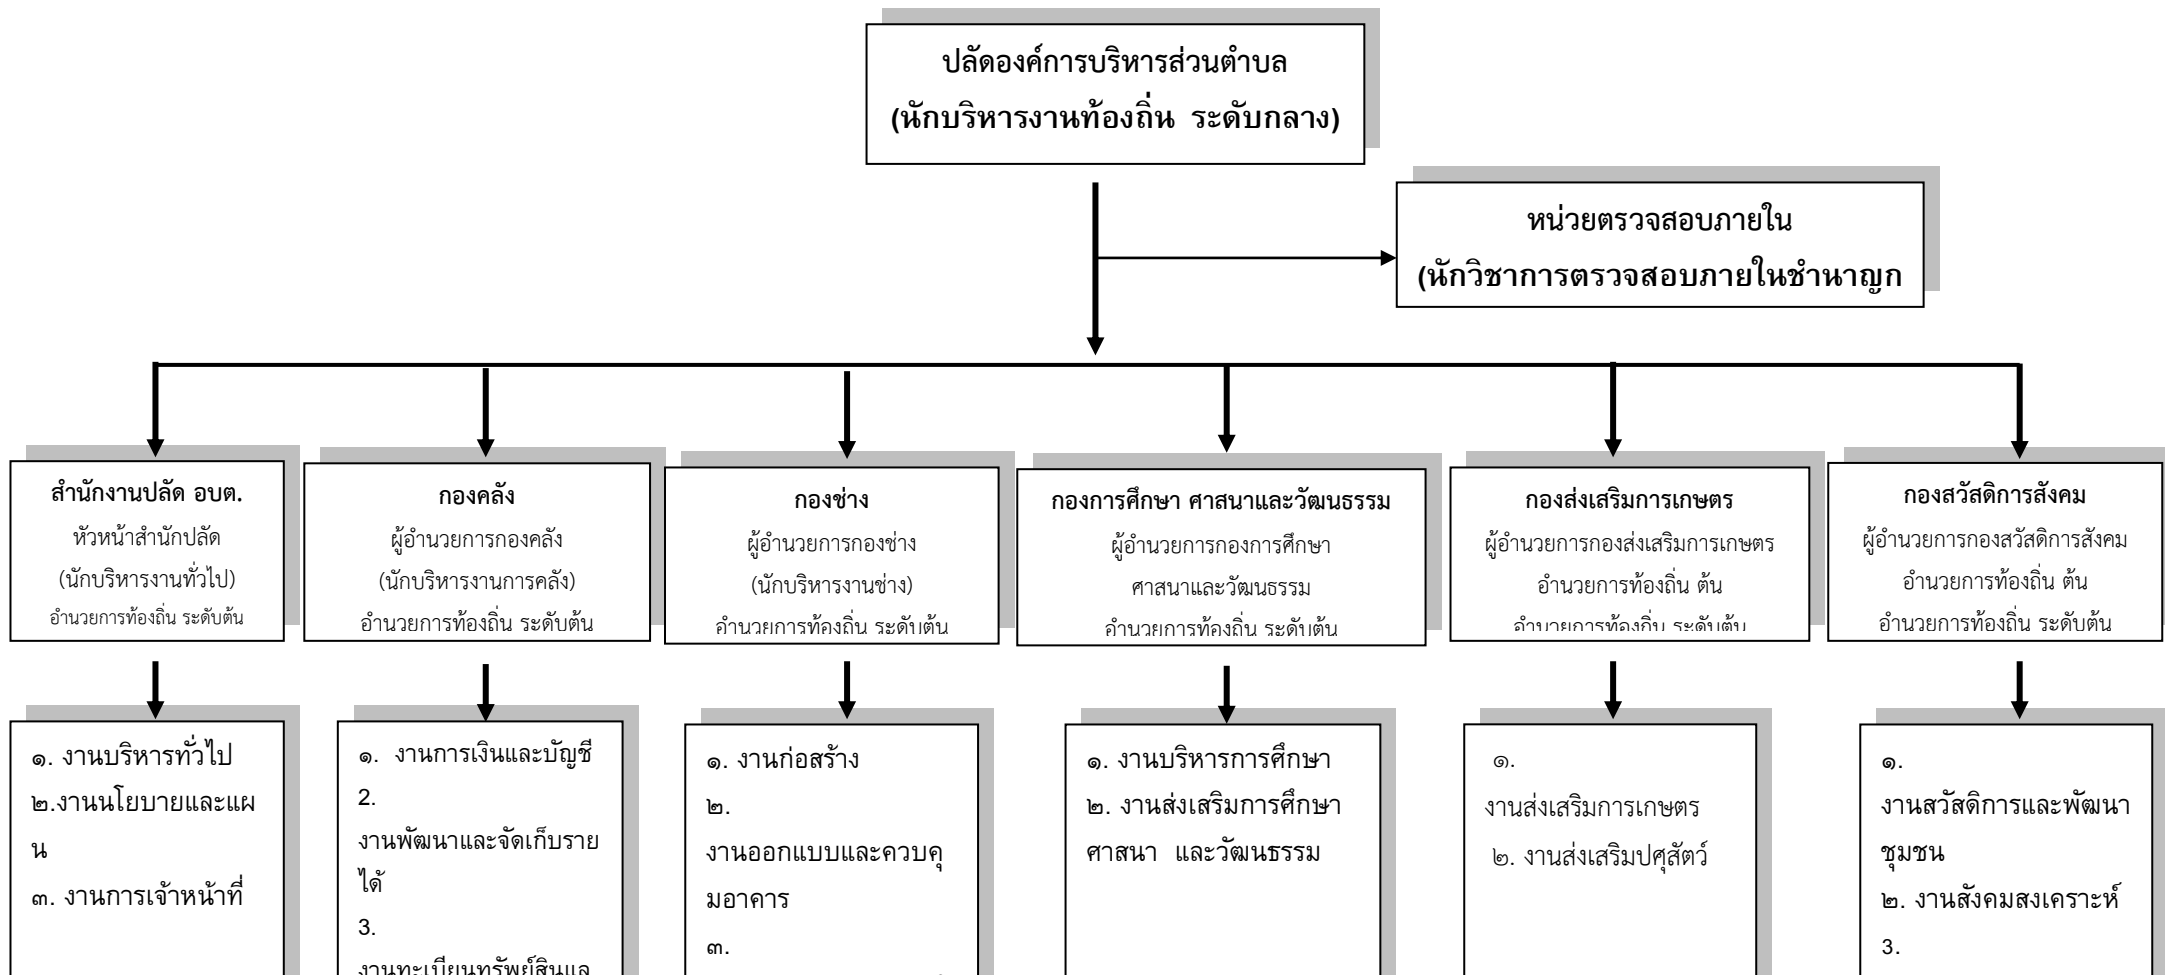 ปลัดองค์การบริหารส่วนตำบล
(นักบริหารงานท้องถิ่น ระดับกลาง)
หน่วยตรวจสอบภายใน
(นักวิชาการตรวจสอบภายในชำนาญก
สำนักงานปลัด อบต.
หัวหน้าสำนักปลัด
(นักบริหารงานทั่วไป)
อำนวยการท้องถิ่น ระดับต้น
กองคลัง
ผู้อำนวยการกองคลัง
(นักบริหารงานการคลัง)
อำนวยการท้องถิ่น ระดับต้น
กองช่าง
ผู้อำนวยการกองช่าง
(นักบริหารงานช่าง)
อำนวยการท้องถิ่น ระดับต้น
กองการศึกษา ศาสนาและวัฒนธรรม
ผู้อำนวยการกองการศึกษา
ศาสนาและวัฒนธรรม
อำนวยการท้องถิ่น ระดับต้น
กองส่งเสริมการเกษตร
ผู้อำนวยการกองส่งเสริมการเกษตร
อำนวยการท้องถิ่น ต้น
อำนวยการท้องถิ่น ระดับต้น
กองสวัสดิการสังคม
ผู้อำนวยการกองสวัสดิการสังคม
อำนวยการท้องถิ่น ต้น
อำนวยการท้องถิ่น ระดับต้น
๑. งานบริหารทั่วไป
๒.งานนโยบายและแผ
น
๓. งานการเจ้าหน้าที่
๑. งานการเงินและบัญชี
2.
งานพัฒนาและจัดเก็บราย
ได้
3.
งานทะเบียนทรัพย์สินแล
๑. งานก่อสร้าง
๒.
งานออกแบบและควบคุ
มอาคาร
๓.
๑. งานบริหารการศึกษา
๒. งานส่งเสริมการศึกษา
ศาสนา และวัฒนธรรม
๑.
งานส่งเสริมการเกษตร
๒. งานส่งเสริมปศุสัตว์
๑.
งานสวัสดิการและพัฒนา
ชุมชน
๒. งานสังคมสงเคราะห์
3.